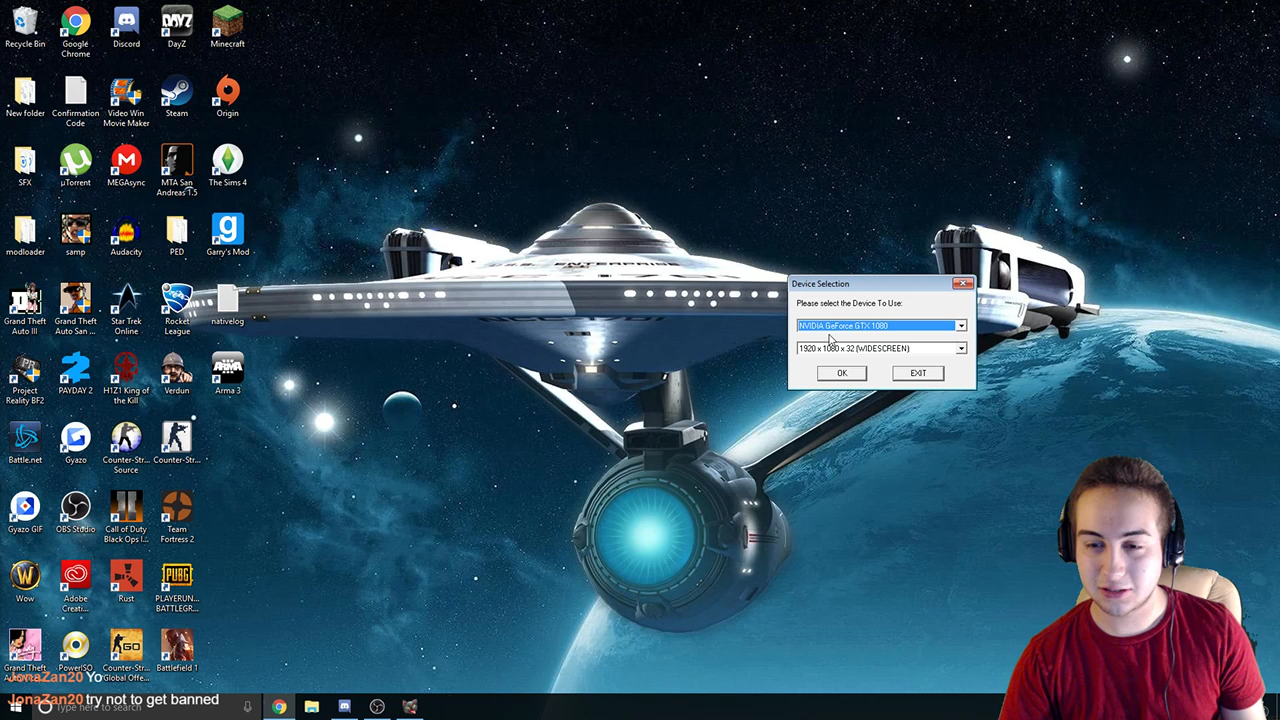 Recycle Bin
Google
Chrome
Discord
DayZ
Minecraft
New folder
Confirmation
Code
Video Win
Movie Maker
Steam
Origin
SFX
µTorrent
MEGAsync
MTA San
Andreas 1.5
The Sims 4
modloader
samp
Audacity
PED
Garry's Mod
Grand Theft
Auto III
Grand Theft
Auto San ...
Star Trek
Online
Rocket
League
nativelog
Project
Reality BF2
PAYDAY 2
H1Z1 King of
the Kill
Verdun
Arma 3
Battle.net
Gyazo
Counter-Str...
Source
Counter-Str...
Gyazo GIF
OBS Studio
Call of Duty
Black Ops I...
Team
Fortress 2
Wow
Adobe
Creati...
Rust
PLAYERUN...
BATTLEGR...
Grand Theft
PowerISO
Counter-Str...
Global Offe...
Battlefield 1
U.S.S. ENTERPRISE
Device Selection
Please select the Device To Use:
NVIDIA GeForce GTX 1080
1920 x 1080 x 32 (WIDESCREEN)
OK
EXIT
JonaZan20 Yo
JonaZan20 try not to get banned
Type here to search